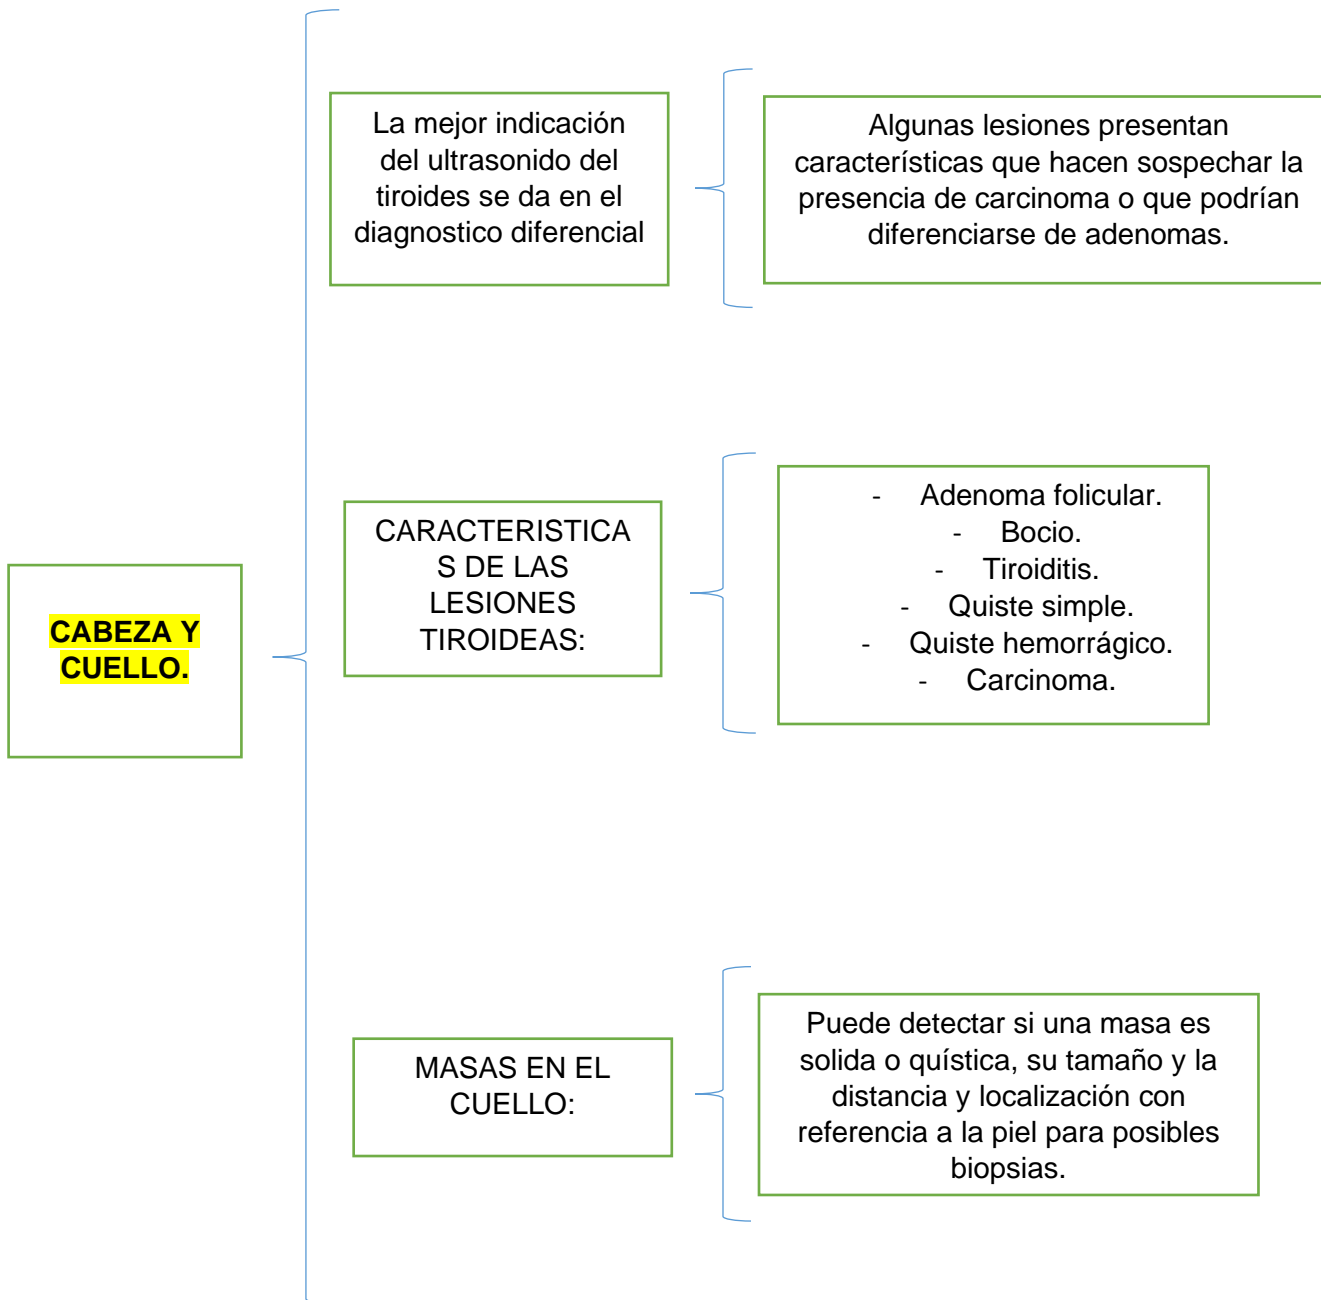 La mejor indicación
del ultrasonido del
tiroides se da en el
diagnostico diferencial
Algunas lesiones presentan
características que hacen sospechar la
presencia de carcinoma o que podrían
diferenciarse de adenomas.
CABEZA Y
CUELLO.
CARACTERISTICA
S DE LAS
LESIONES
TIROIDEAS:
- Adenoma folicular.
- Bocio.
- Tiroiditis.
- Quiste simple.
- Quiste hemorrágico.
- Carcinoma.
MASAS EN EL
CUELLO:
Puede detectar si una masa es
solida o quística, su tamaño y la
distancia y localización con
referencia a la piel para posibles
biopsias.